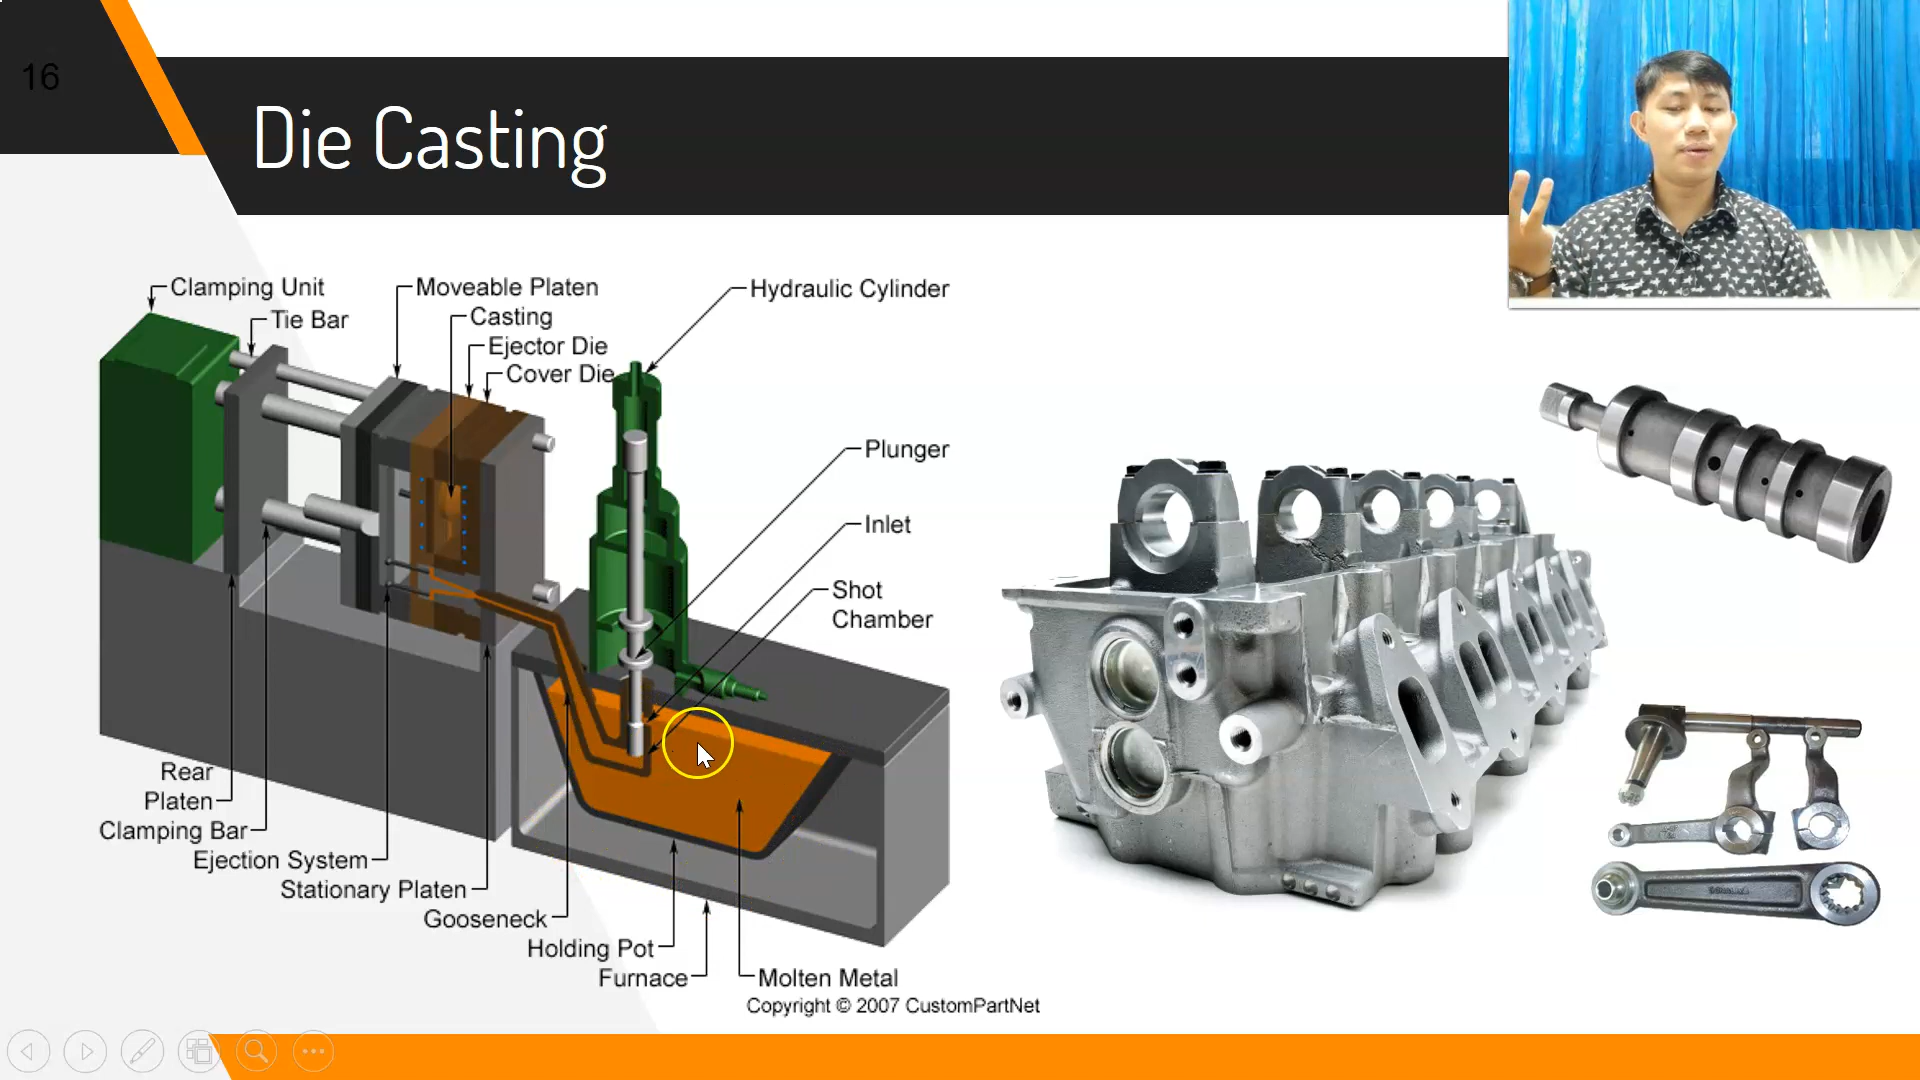 16
Die Casting
Clamping Unit
Tie Bar
Moveable Platen
Casting
Ejector Die
Cover Die
Hydraulic Cylinder
Plunger
Inlet
Shot
Chamber
Rear
Platen
Clamping Bar
Ejection System
Stationary Platen
Gooseneck
Holding Pot
Furnace
Molten Metal
Copyright © 2007 CustomPartNet